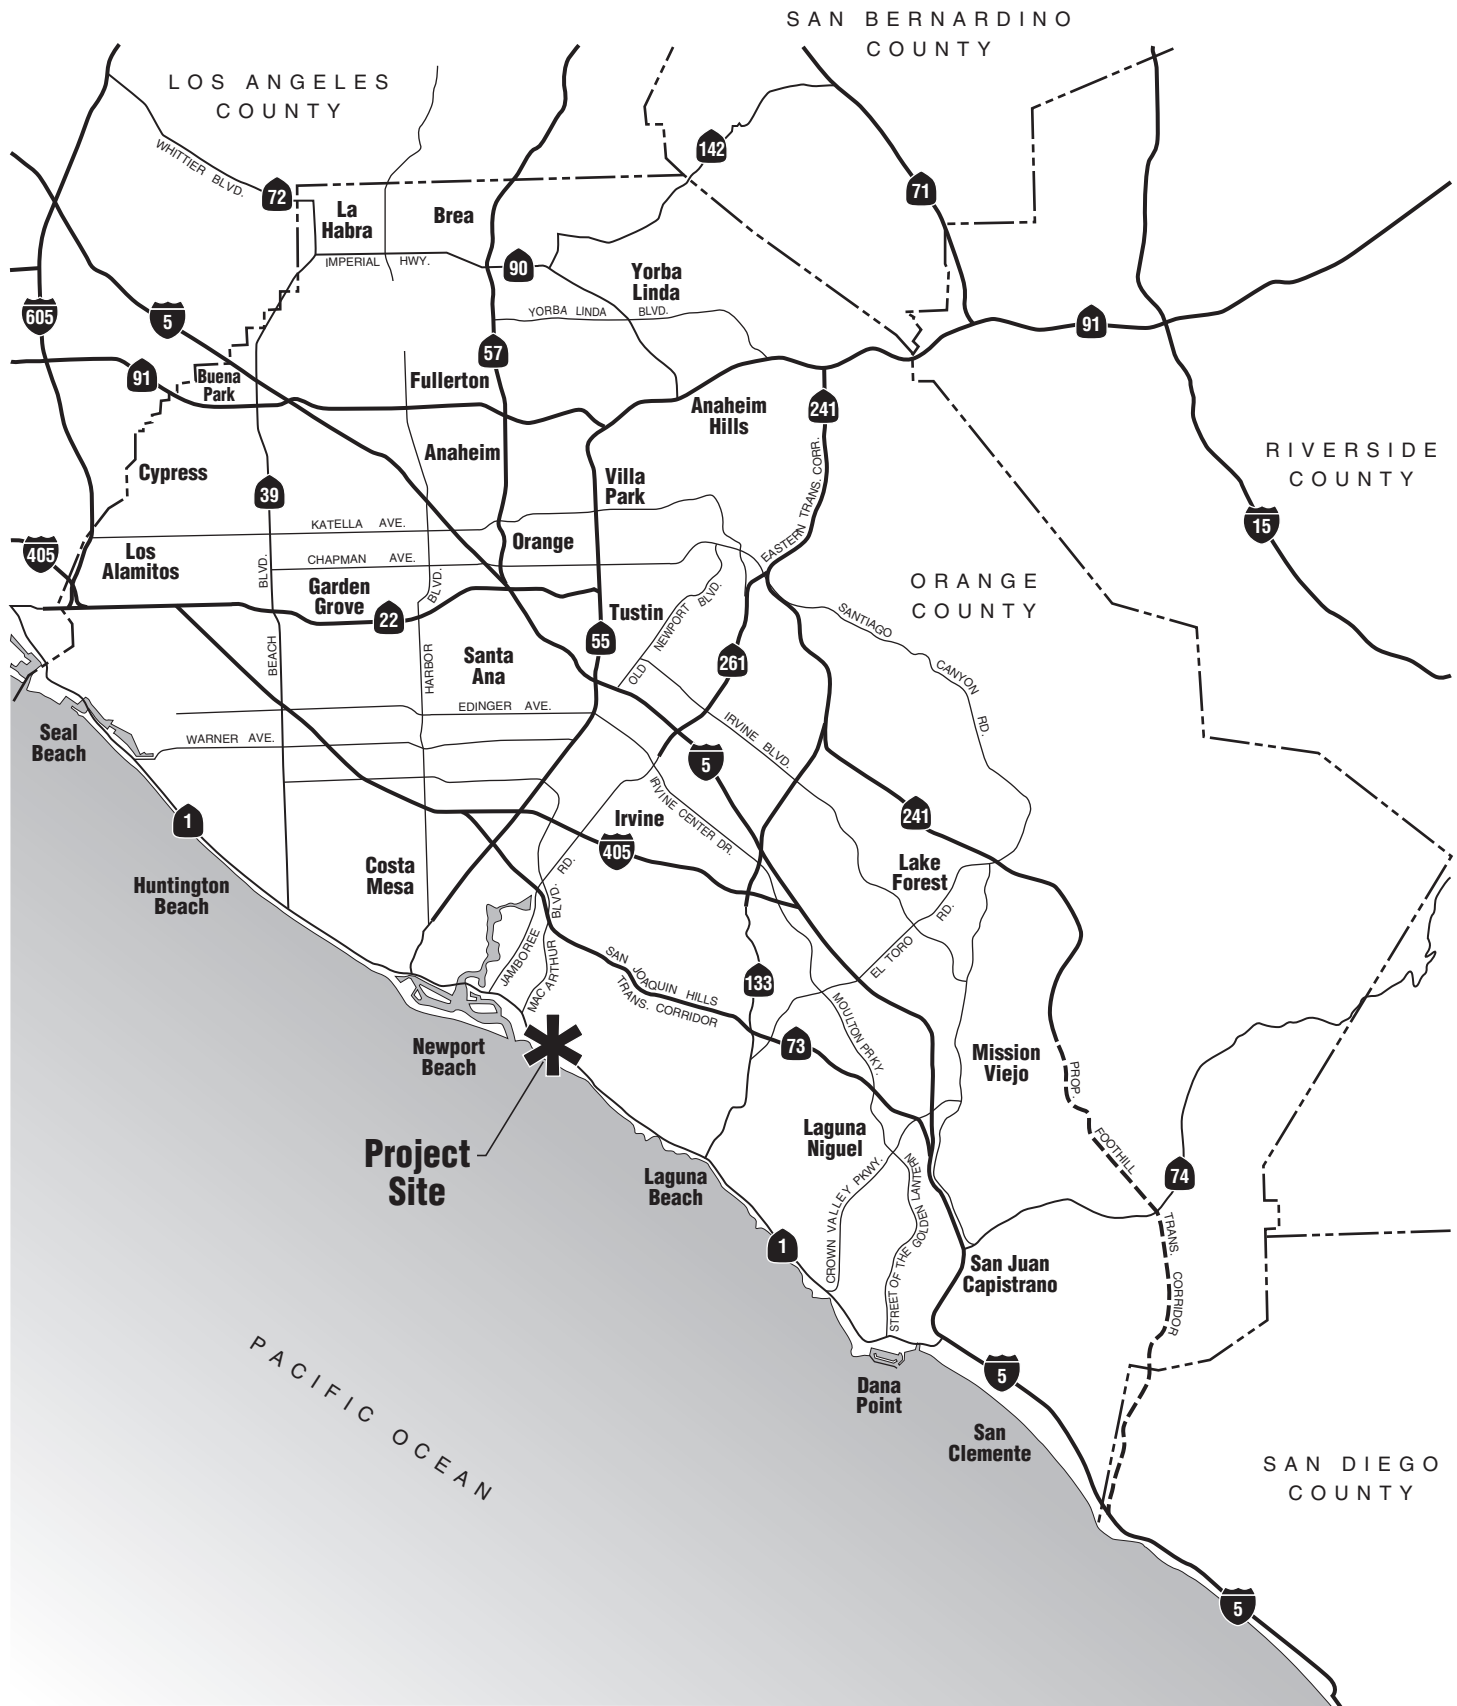 SAN BERNARDINO
COUNTY
LOS ANGELES
COUNTY
WHITTIER BLVD.
142
72
71
La
Habra
Brea
IMPERIAL HWY.
90
Yorba
Linda
605
5
YORBA LINDA BLVD.
91
57
91
Buena
Park
Fullerton
Anaheim
Hills
241
Anaheim
Cypress
Villa
Park
EASTERN TRANS. CORR.
RIVERSIDE
COUNTY
39
KATELLA AVE.
15
405
Los
Alamitos
Orange
CHAPMAN AVE.
BEACH BLVD.
HARBOR BLVD.
Garden
Grove
22
ORANGE
COUNTY
OLD NEWPORT BLVD.
Tustin
55
SANTIAGO CANYON RD.
261
Santa
Ana
EDINGER AVE.
WARNER AVE.
IRVINE BLVD.
Seal
Beach
5
IRVINE CENTER DR.
1
Irvine
241
405
Lake
Forest
Costa
Mesa
Huntington
Beach
JAMBOREE RD.
MAC ARTHUR BLVD.
EL TORO RD.
SAN JOAQUIN HILLS
TRANS. CORRIDOR
133
MOULTON PRKY.
73
Newport
Beach
Mission
Viejo
PROP. FOOTHILL TRANS. CORRIDOR
Project
Site
Laguna
Niguel
74
Laguna
Beach
CROWN VALLEY PKWY.
STREET OF THE GOLDEN LANTERN
1
San Juan
Capistrano
PACIFIC OCEAN
5
Dana
Point
San
Clemente
SAN DIEGO
COUNTY
5